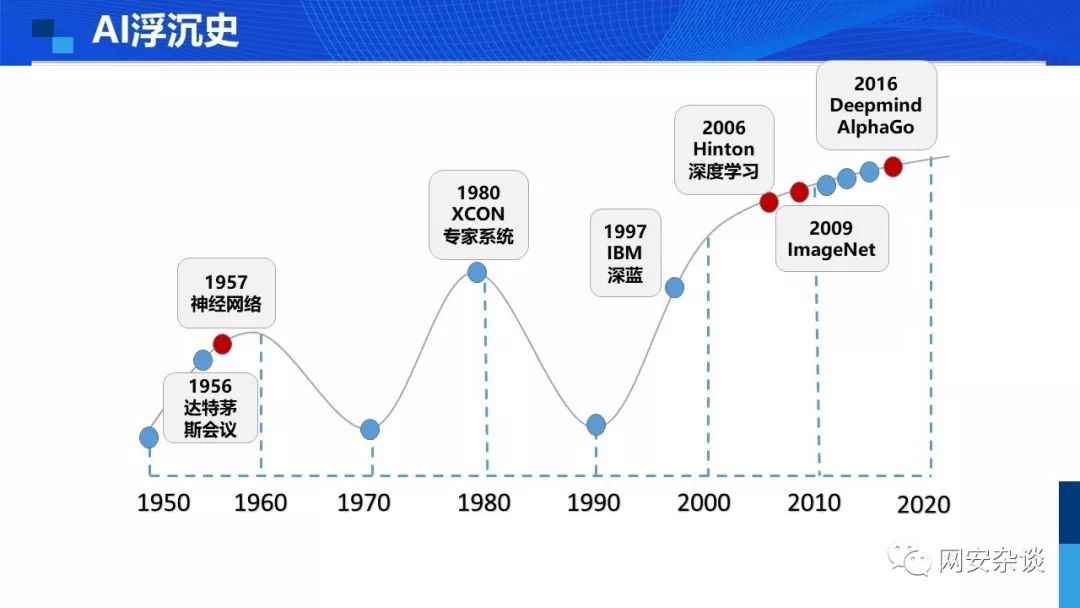 AI浮沉史
2016
Deepmind
AlphaGo
2006
Hinton
深度学习
1980
XCON
专家系统
1997
IBM
深蓝
2009
ImageNet
1957
神经网络
1956
达特茅
斯会议
1950
1960
1970
1980
1990
2000
2010
2020
网安杂谈